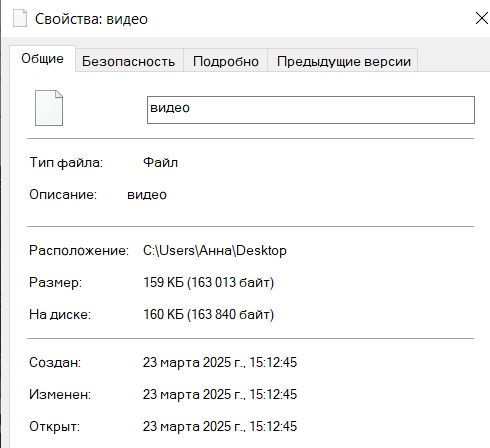 Свойства: видео
Общие Безопасность Подробно Предыдущие версии
видео
Тип файла: Файл
Описание: видео
Расположение: C:\Users\Анна\Desktop
Размер: 159 КБ (163 013 байт)
На диске: 160 КБ (163 840 байт)
Создан: 23 марта 2025 г., 15:12:45
Изменен: 23 марта 2025 г., 15:12:45
Открыт: 23 марта 2025 г., 15:12:45